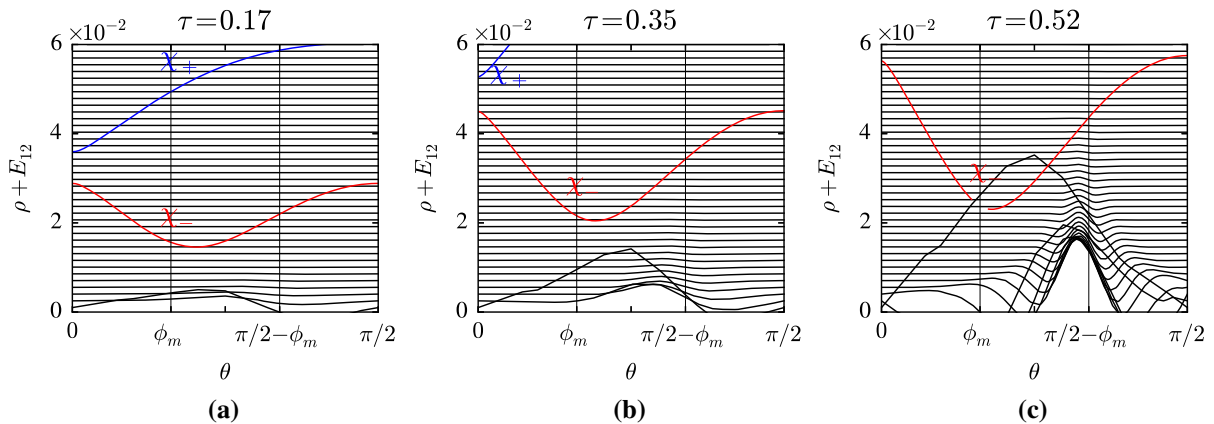 τ=0.17
×10⁻²
6
4
2
0
ρ + E₁₂
χ₊
χ₋
0
ϕₘ
π/2−ϕₘ
π/2
θ
(a)
τ=0.35
×10⁻²
6
4
2
0
ρ + E₁₂
χ₊
χ₋
0
ϕₘ
π/2−ϕₘ
π/2
θ
(b)
τ=0.52
×10⁻²
6
4
2
0
ρ + E₁₂
χ₋
0
ϕₘ
π/2−ϕₘ
π/2
θ
(c)